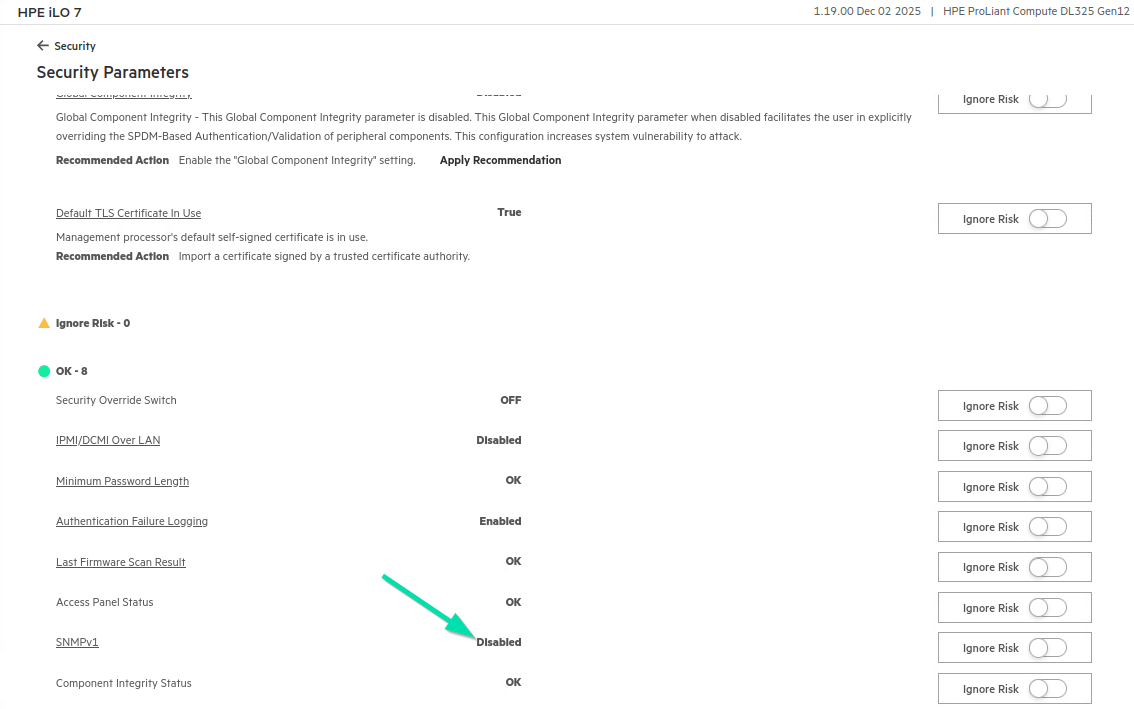 HPE iLO 7
1.19.00 Dec 02 2025 | HPE ProLiant Compute DL325 Gen12
Security
Security Parameters
Global Component Integrity Disabled
Ignore Risk
Global Component Integrity - This Global Component Integrity parameter is disabled. This Global Component Integrity parameter when disabled facilitates the user in explicitly
overriding the SPDM-Based Authentication/Validation of peripheral components. This configuration increases system vulnerability to attack.
Recommended Action Enable the "Global Component Integrity" setting. Apply Recommendation
Default TLS Certificate In Use True Ignore Risk
Management processor's default self-signed certificate is in use.
Recommended Action Import a certificate signed by a trusted certificate authority.
Ignore Risk - 0
OK - 8
Security Override Switch OFF Ignore Risk
IPMI/DCMI Over LAN Disabled Ignore Risk
Minimum Password Length OK Ignore Risk
Authentication Failure Logging Enabled Ignore Risk
Last Firmware Scan Result OK Ignore Risk
Access Panel Status OK Ignore Risk
SNMPv1 Disabled Ignore Risk
Component Integrity Status OK Ignore Risk